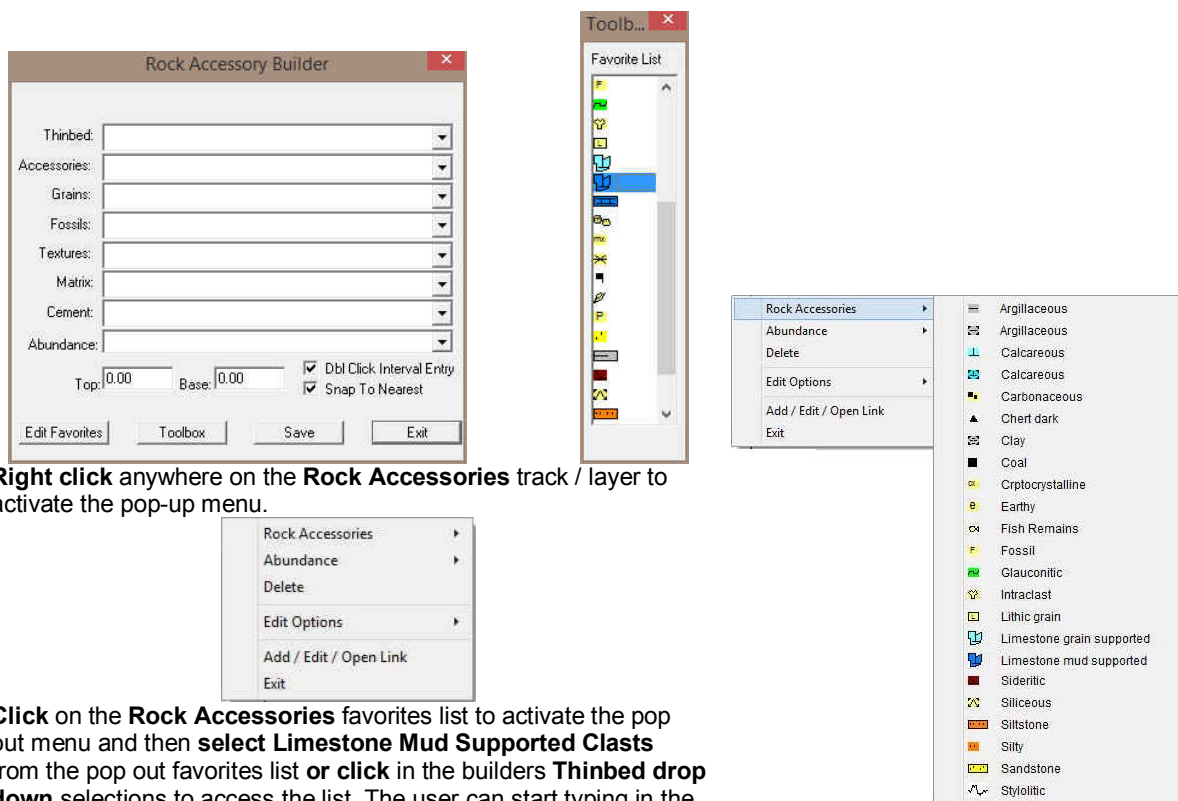 Rock Accessory Builder
Thinbed:
Accessories:
Grains:
Fossils:
Textures:
Matrix:
Cement:
Abundance:
Top: 0.00 Base: 0.00
Dbl Click Interval Entry
Snap To Nearest
Edit Favorites Toolbox Save Exit
Toolb...
Favorite List
F
L
mx
P
Right click anywhere on the Rock Accessories track / layer to
activate the pop-up menu.
Rock Accessories
Abundance
Delete
Edit Options
Add / Edit / Open Link
Exit
Click on the Rock Accessories favorites list to activate the pop
out menu and then select Limestone Mud Supported Clasts
from the pop out favorites list or click in the builders Thinbed drop
down selections to access the list. The user can start typing in the
Rock Accessories
Abundance
Delete
Edit Options
Add / Edit / Open Link
Exit
Argillaceous
Argillaceous
Calcareous
Calcareous
Carbonaceous
Chert dark
Clay
Coal
cx Crptocrystalline
e Earthy
Fish Remains
F Fossil
Glauconitic
Intraclast
L Lithic grain
Limestone grain supported
Limestone mud supported
Sideritic
Siliceous
Siltstone
Silty
Sandstone
Stylolitic